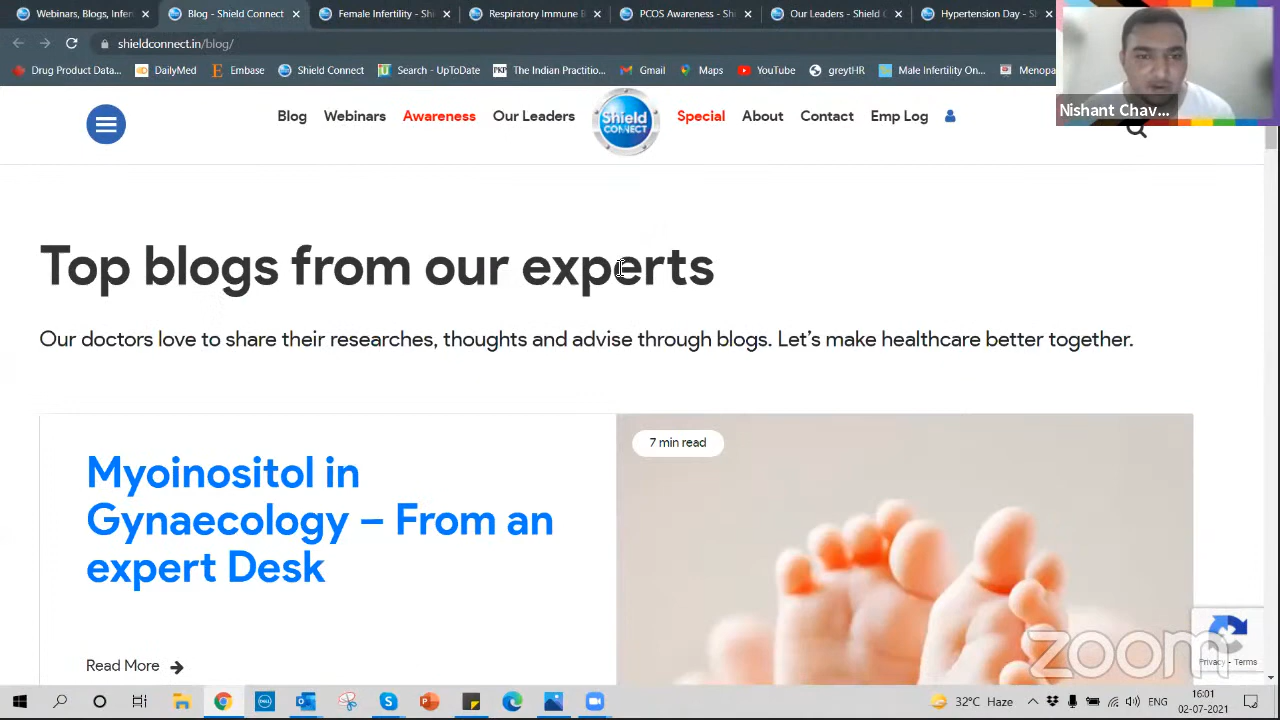 Webinars, Blogs, Infer
Blog - Shield Connect
Female Infertility - Shi
Respiratory Immune B
PCOS Awareness - Shi
Our Leaders - Shield C
Hypertension Day - Sh
shieldconnect.in/blog/
Drug Product Data...
DailyMed
Embase
Shield Connect
Search - UpToDate
The Indian Practitio...
Gmail
Maps
YouTube
greytHR
Male Infertility On...
Menop
Nishant Chav...
Blog
Webinars
Awareness
Our Leaders
Shield
CONNECT
Special
About
Contact
Emp Log
Top blogs from our experts
Our doctors love to share their researches, thoughts and advise through blogs. Let's make healthcare better together.
Myoinositol in
Gynaecology – From an
expert Desk
7 min read
Read More
zoom
Privacy - Terms
32°C Haze
ENG
16:01
02-07-2021